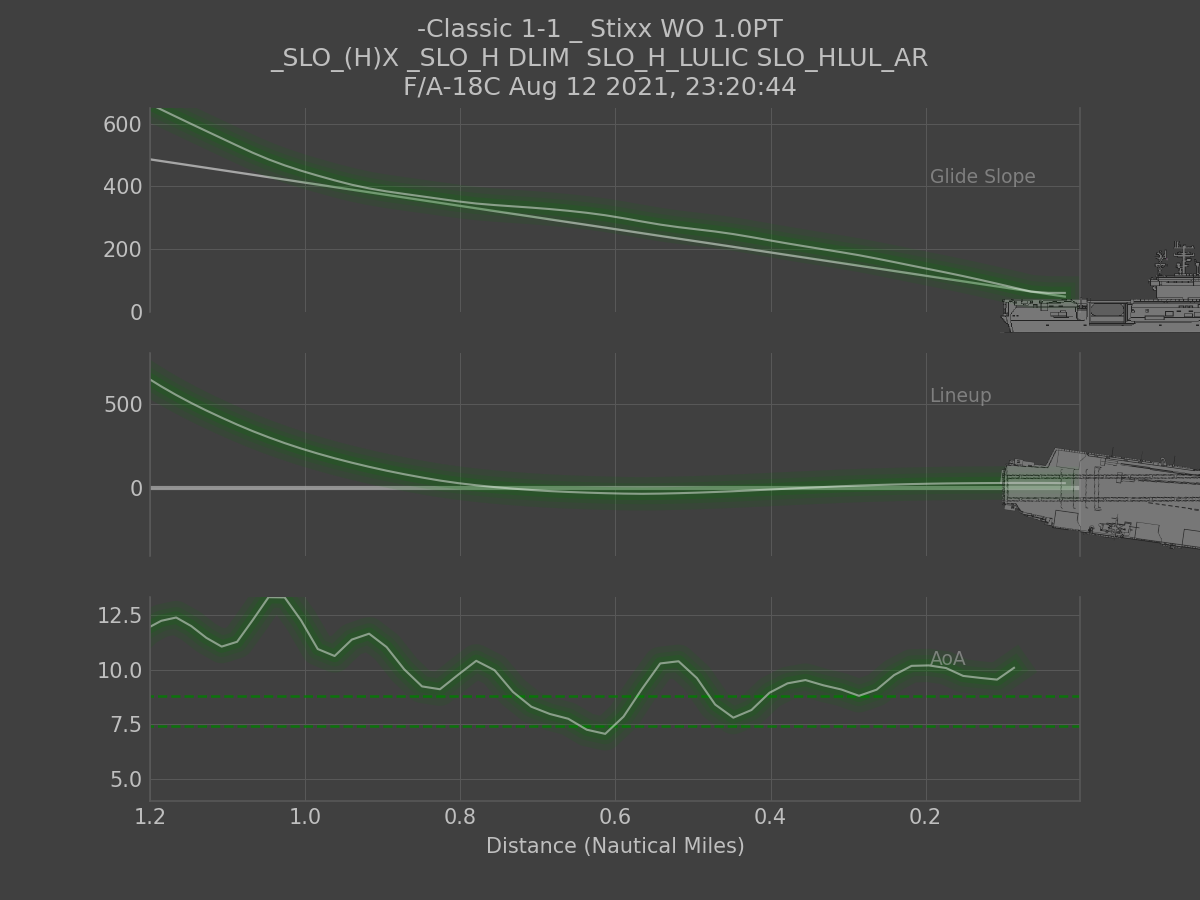 -Classic 1-1 _ Stixx WO 1.0PT
_SLO_(H)X _SLO_H DLIM  SLO_H_LULIC SLO_HLUL_AR
F/A-18C Aug 12 2021, 23:20:44
600
400
200
0
Glide Slope
500
0
Lineup
12.5
10.0
7.5
5.0
AoA
1.2 1.0 0.8 0.6 0.4 0.2
Distance (Nautical Miles)